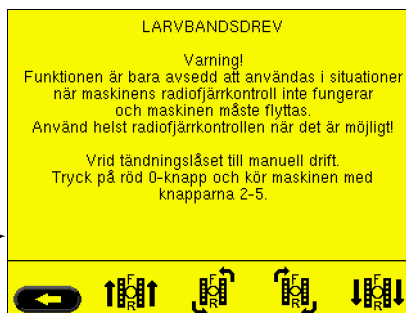 LARVBANDSDREV
Varning!
Funktionen är bara avsedd att användas i situationer
när maskinens radiofjärrkontroll inte fungerar
och maskinen måste flyttas.
Använd helst radiofjärrkontrollen när det är möjligt!
Vrid tändningslåset till manuell drift.
Tryck på röd 0-knapp och kör maskinen med
knapparna 2-5.
F F F F
R R R R